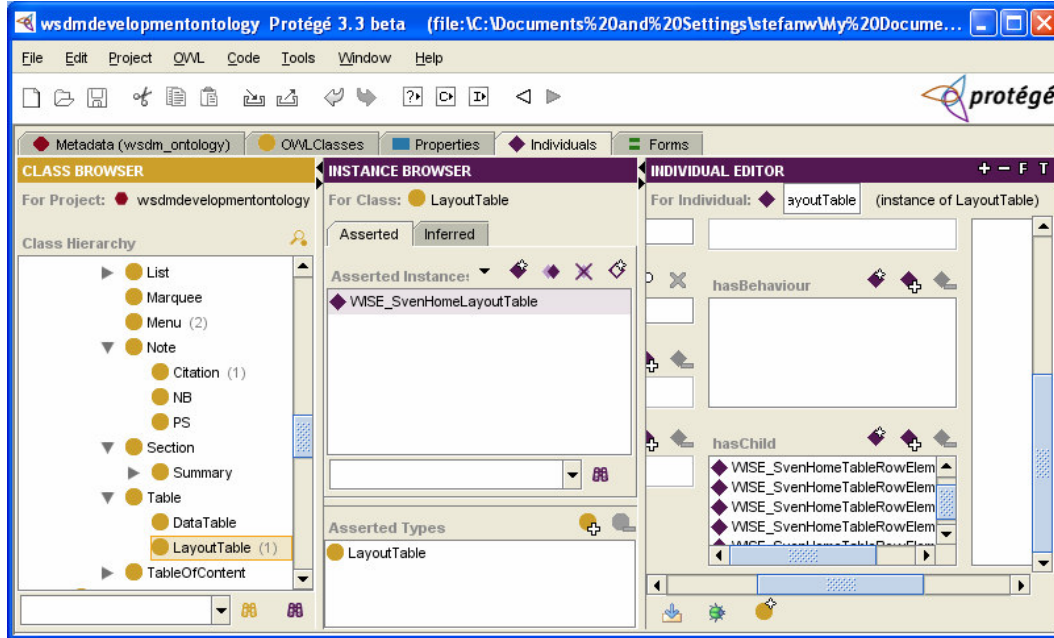 wsdmdevelopmentontology Protégé 3.3 beta (file:\C:\Documents%20and%20Settings\stefanw\My%20Docume...
File Edit Project OWL Code Tools Window Help
protégé
Metadata (wsdm_ontology) OWLClasses Properties Individuals Forms
CLASS BROWSER
For Project: wsdmdevelopmentontology
Class Hierarchy
List
Marquee
Menu (2)
Note
Citation (1)
NB
PS
Section
Summary
Table
DataTable
LayoutTable (1)
TableOfContent
INSTANCE BROWSER
For Class: LayoutTable
Asserted Inferred
Asserted Instances
WISE_SvenHomeLayoutTable
Asserted Types
LayoutTable
INDIVIDUAL EDITOR + − F T
For Individual: ayoutTable (instance of LayoutTable)
hasBehaviour
hasChild
WISE_SvenHomeTableRowElem
WISE_SvenHomeTableRowElem
WISE_SvenHomeTableRowElem
WISE_SvenHomeTableRowElem
WISE_SvenHomeTableRowElem